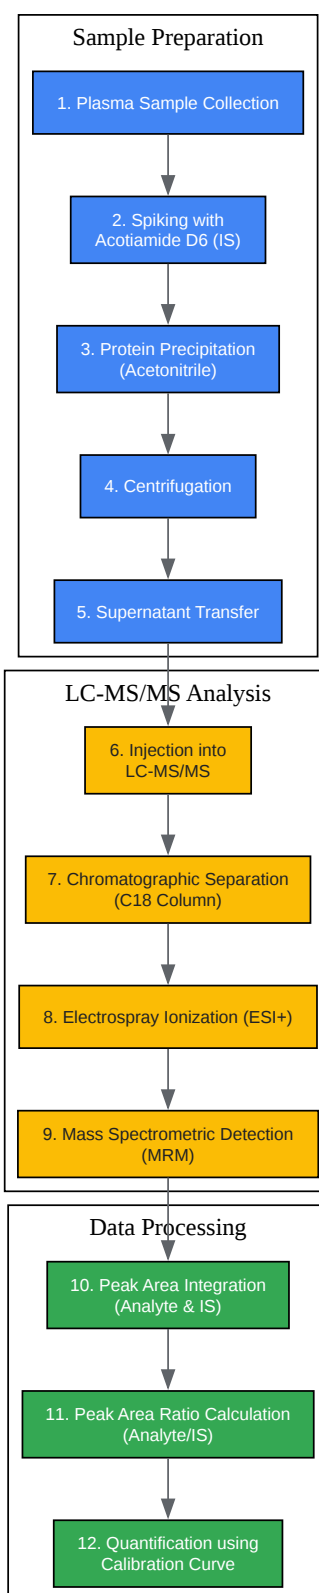 Sample Preparation
1. Plasma Sample Collection
2. Spiking with
Acotiamide D6 (IS)
3. Protein Precipitation
(Acetonitrile)
4. Centrifugation
5. Supernatant Transfer
LC-MS/MS Analysis
6. Injection into
LC-MS/MS
7. Chromatographic Separation
(C18 Column)
8. Electrospray Ionization (ESI+)
9. Mass Spectrometric Detection
(MRM)
Data Processing
10. Peak Area Integration
(Analyte & IS)
11. Peak Area Ratio Calculation
(Analyte/IS)
12. Quantification using
Calibration Curve